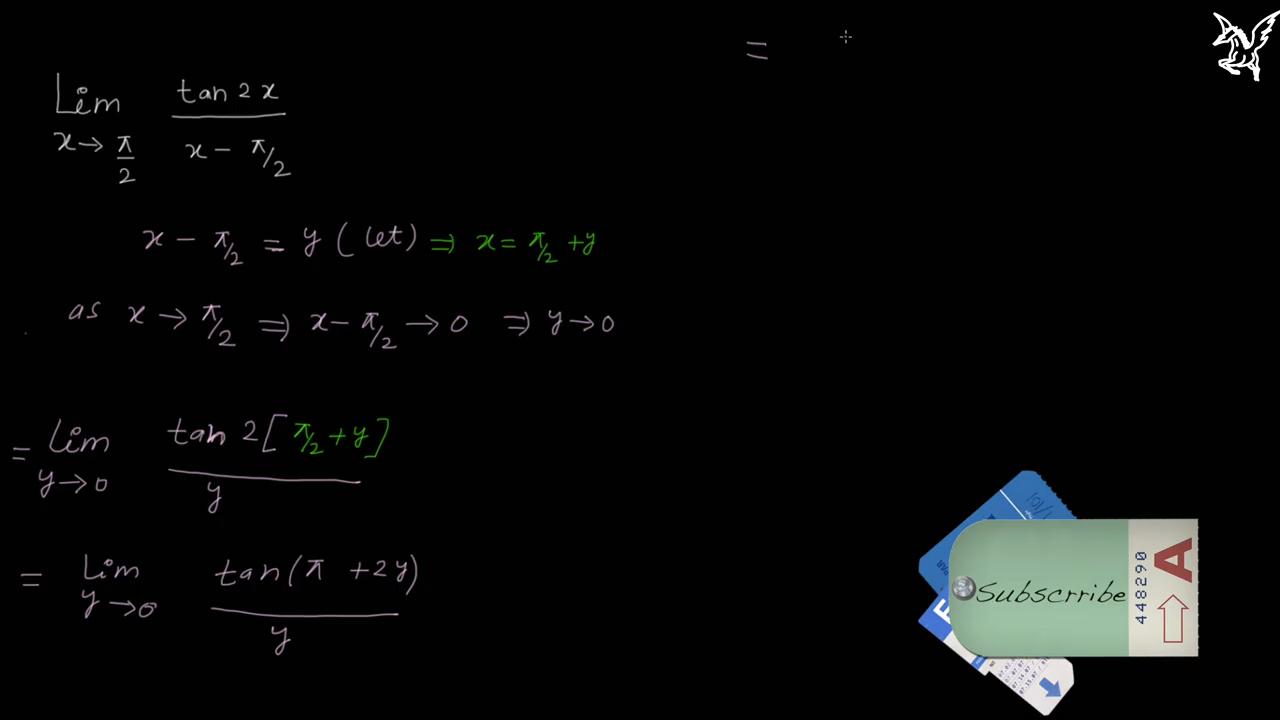 =
Lim tan 2x
x→ π/2 x - π/2
x - π/2 = y (let) ⇒ x = π/2 + y
as x → π/2 ⇒ x - π/2 → 0 ⇒ y → 0
= lim tan 2[π/2 + y]
y→0 y
= Lim tan(π + 2y)
y→0 y
Subscrribe
448290
A